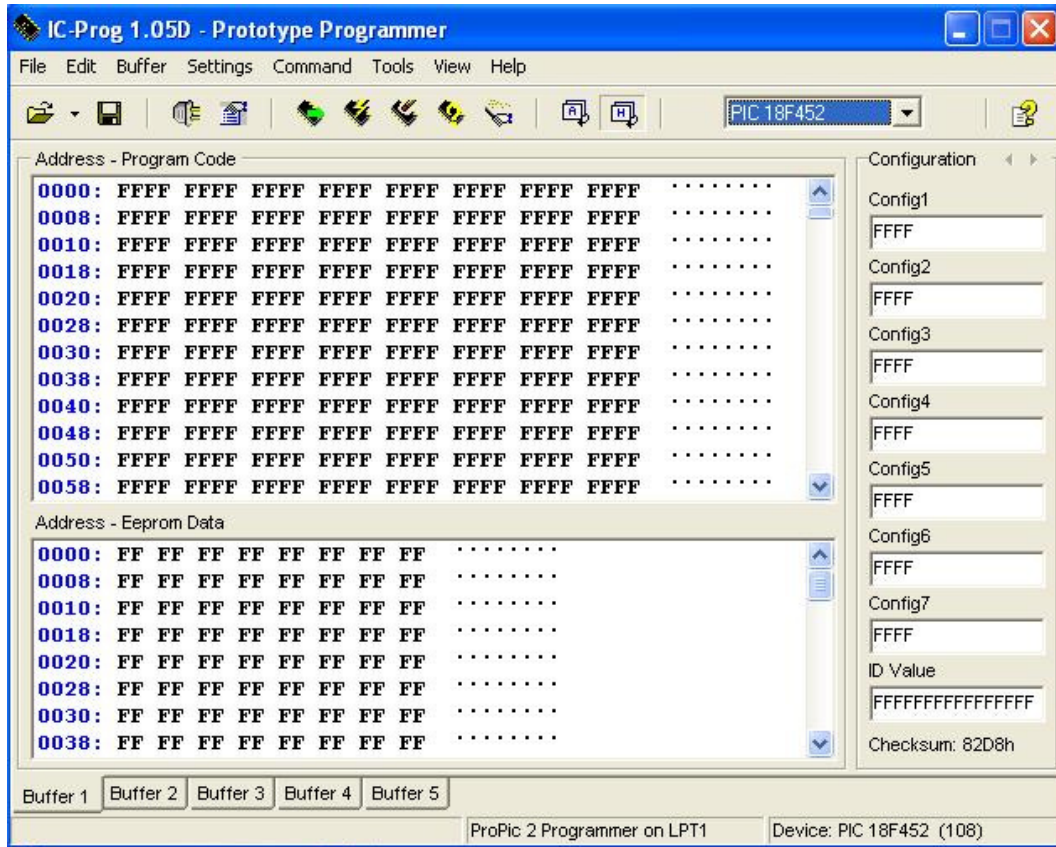 IC-Prog 1.05D - Prototype Programmer
File Edit Buffer Settings Command Tools View Help
PIC 18F452
Address - Program Code
0000: FFFF FFFF FFFF FFFF FFFF FFFF FFFF FFFF ........
0008: FFFF FFFF FFFF FFFF FFFF FFFF FFFF FFFF ........
0010: FFFF FFFF FFFF FFFF FFFF FFFF FFFF FFFF ........
0018: FFFF FFFF FFFF FFFF FFFF FFFF FFFF FFFF ........
0020: FFFF FFFF FFFF FFFF FFFF FFFF FFFF FFFF ........
0028: FFFF FFFF FFFF FFFF FFFF FFFF FFFF FFFF ........
0030: FFFF FFFF FFFF FFFF FFFF FFFF FFFF FFFF ........
0038: FFFF FFFF FFFF FFFF FFFF FFFF FFFF FFFF ........
0040: FFFF FFFF FFFF FFFF FFFF FFFF FFFF FFFF ........
0048: FFFF FFFF FFFF FFFF FFFF FFFF FFFF FFFF ........
0050: FFFF FFFF FFFF FFFF FFFF FFFF FFFF FFFF ........
0058: FFFF FFFF FFFF FFFF FFFF FFFF FFFF FFFF ........
Address - Eeprom Data
0000: FF FF FF FF FF FF FF FF ........
0008: FF FF FF FF FF FF FF FF ........
0010: FF FF FF FF FF FF FF FF ........
0018: FF FF FF FF FF FF FF FF ........
0020: FF FF FF FF FF FF FF FF ........
0028: FF FF FF FF FF FF FF FF ........
0030: FF FF FF FF FF FF FF FF ........
0038: FF FF FF FF FF FF FF FF ........
Configuration
Config1
FFFF
Config2
FFFF
Config3
FFFF
Config4
FFFF
Config5
FFFF
Config6
FFFF
Config7
FFFF
ID Value
FFFFFFFFFFFFFFFF
Checksum: 82D8h
Buffer 1 Buffer 2 Buffer 3 Buffer 4 Buffer 5
ProPic 2 Programmer on LPT1 Device: PIC 18F452 (108)